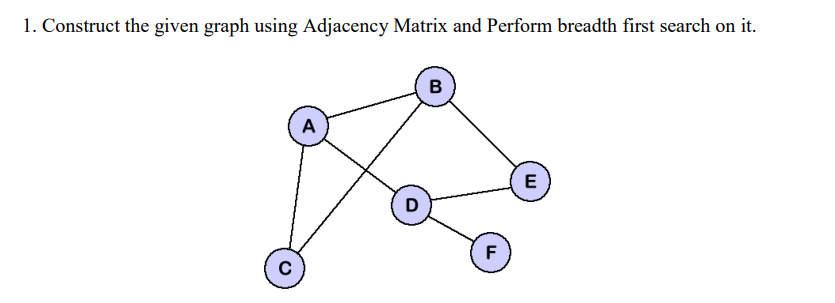 1. Construct the given graph using Adjacency Matrix and Perform breadth first search on it.
B
A
E
D
F
C